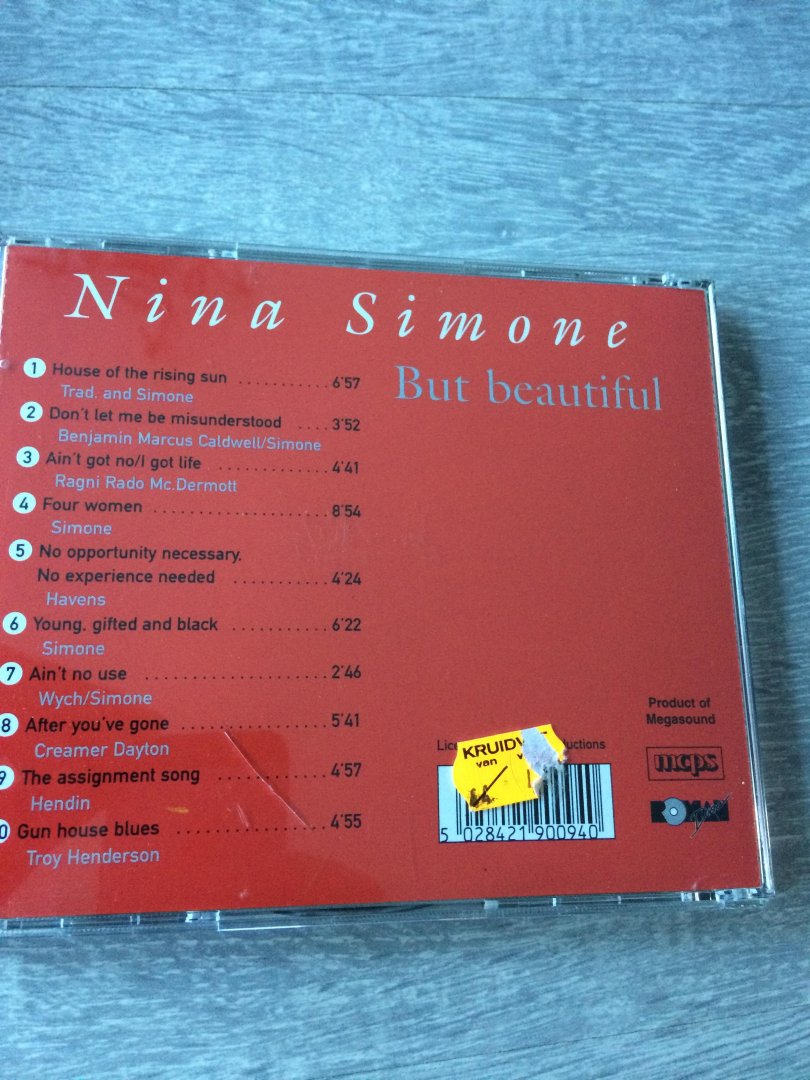 Nina Simone
But beautiful
1 House of the rising sun ........... 6'57
Trad. and Simone
2 Don't let me be misunderstood .... 3'52
Benjamin Marcus Caldwell/Simone
3 Ain't got no/I got life ............. 4'41
Ragni Rado Mc.Dermott
4 Four women ..................... 8'54
Simone
5 No opportunity necessary,
No experience needed ........... 4'24
Havens
6 Young, gifted and black ........... 6'22
Simone
7 Ain't no use ..................... 2'46
Wych/Simone
8 After you've gone ................ 5'41
Creamer Dayton
9 The assignment song ............. 4'57
Hendin
0 Gun house blues ................ 4'55
Troy Henderson
Product of
Megasound
mcps
KRUIDV
van
5 028421 900940